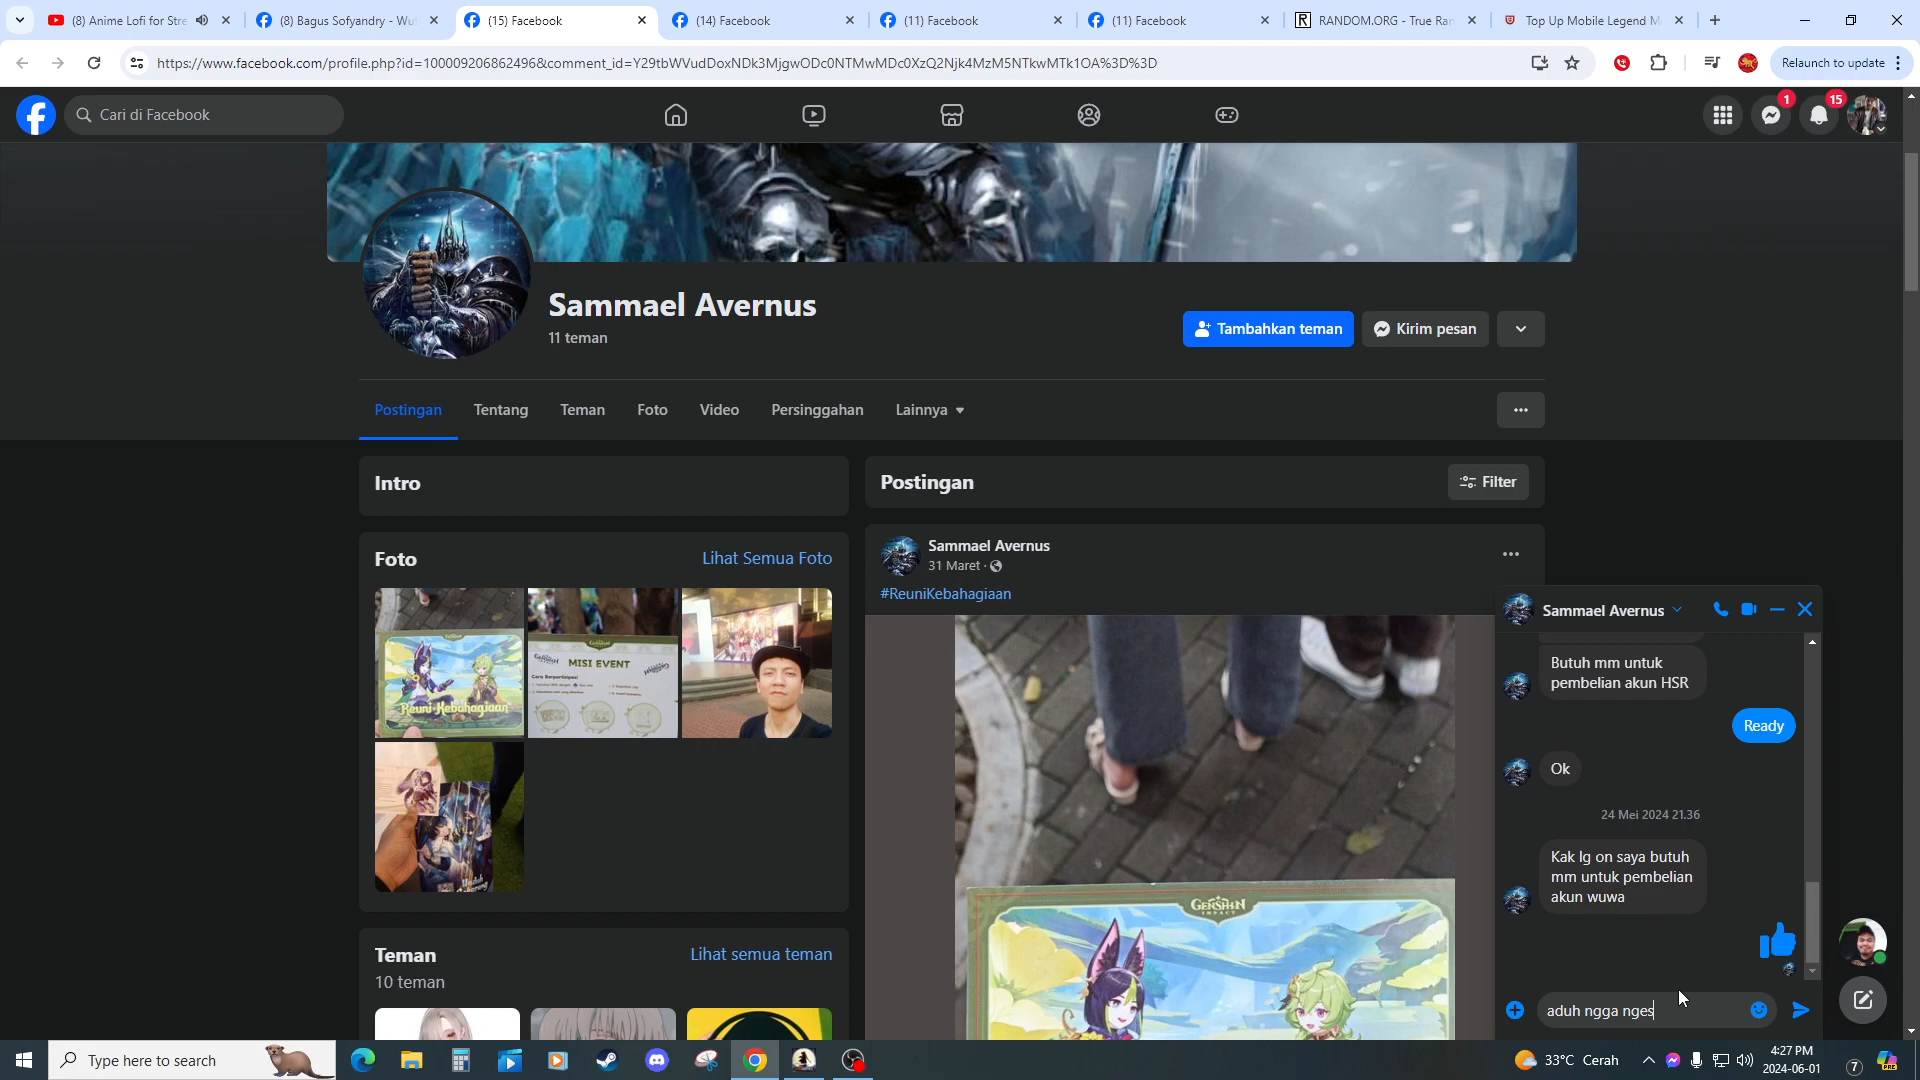 (8) Anime Lofi for Stre
(8) Bagus Sofyandry - Wu
(15) Facebook
(14) Facebook
(11) Facebook
(11) Facebook
RANDOM.ORG - True Ra
Top Up Mobile Legend M
https://www.facebook.com/profile.php?id=100009206862496&comment_id=Y29tbWVudDoxNDk3MjgwODc0NTMwMDc0XzQ2Njk4MzM5NTkwMTk1OA%3D%3D
Relaunch to update
Cari di Facebook
1
15
Sammael Avernus
11 teman
Tambahkan teman
Kirim pesan
Postingan
Tentang
Teman
Foto
Video
Persinggahan
Lainnya
Intro
Postingan
Filter
Foto
Lihat Semua Foto
Sammael Avernus
31 Maret
#ReuniKebahagiaan
Reuni Kebahagiaan
GENSHIN
MISI EVENT
GENSHIN IMPACT
Teman
Lihat semua teman
10 teman
Sammael Avernus
Butuh mm untuk
pembelian akun HSR
Ready
Ok
24 Mei 2024 21.36
Kak lg on saya butuh
mm untuk pembelian
akun wuwa
aduh ngga nges
Type here to search
33°C Cerah
4:27 PM
2024-06-01
7
PRE